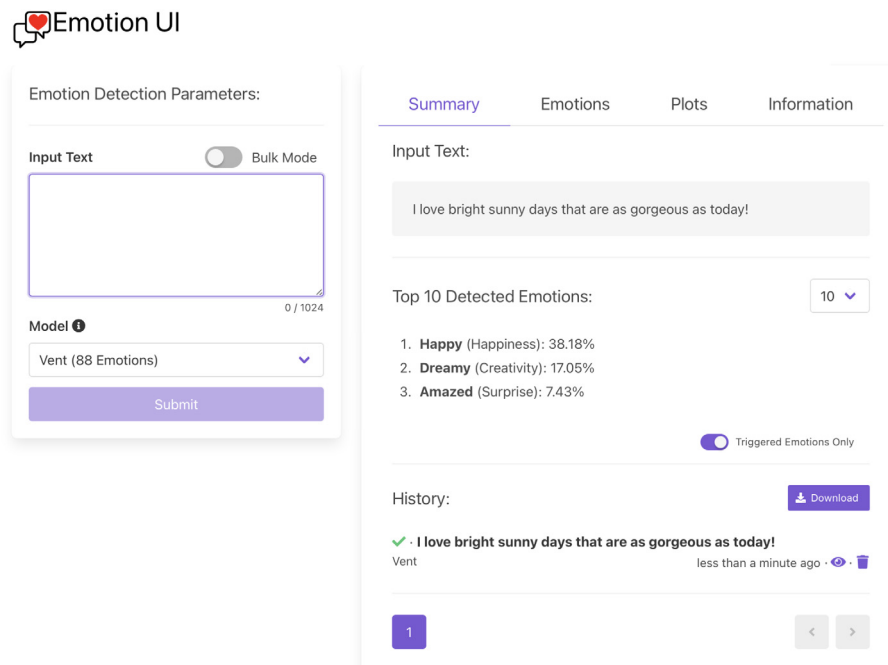 Emotion UI
Emotion Detection Parameters:
Input Text
Bulk Mode
0 / 1024
Model
Vent (88 Emotions)
Submit
Summary
Emotions
Plots
Information
Input Text:
I love bright sunny days that are as gorgeous as today!
Top 10 Detected Emotions:
10
1. Happy (Happiness): 38.18%
2. Dreamy (Creativity): 17.05%
3. Amazed (Surprise): 7.43%
Triggered Emotions Only
History:
Download
· I love bright sunny days that are as gorgeous as today!
Vent
less than a minute ago · ·
1